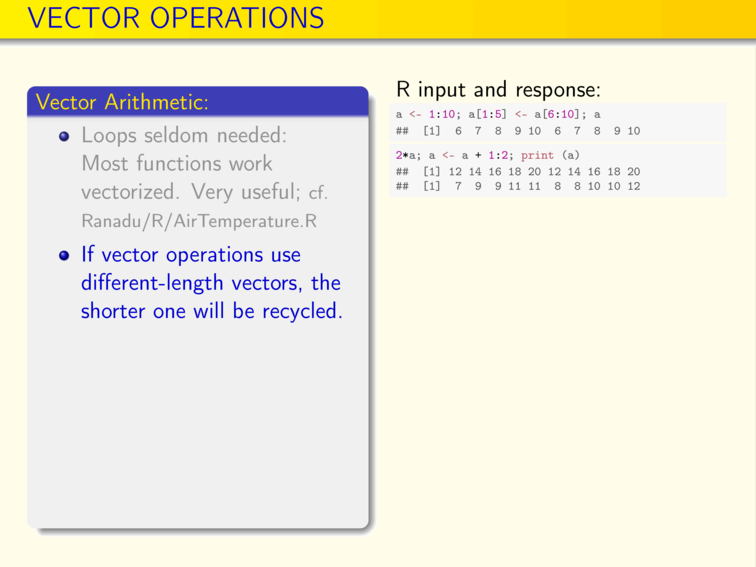 VECTOR OPERATIONS
Vector Arithmetic:
Loops seldom needed:
Most functions work
vectorized. Very useful; cf.
Ranadu/R/AirTemperature.R
If vector operations use
different-length vectors, the
shorter one will be recycled.
R input and response:
a <- 1:10; a[1:5] <- a[6:10]; a
## [1] 6 7 8 9 10 6 7 8 9 10
2*a; a <- a + 1:2; print (a)
## [1] 12 14 16 18 20 12 14 16 18 20
## [1] 7 9 9 11 11 8 8 10 10 12